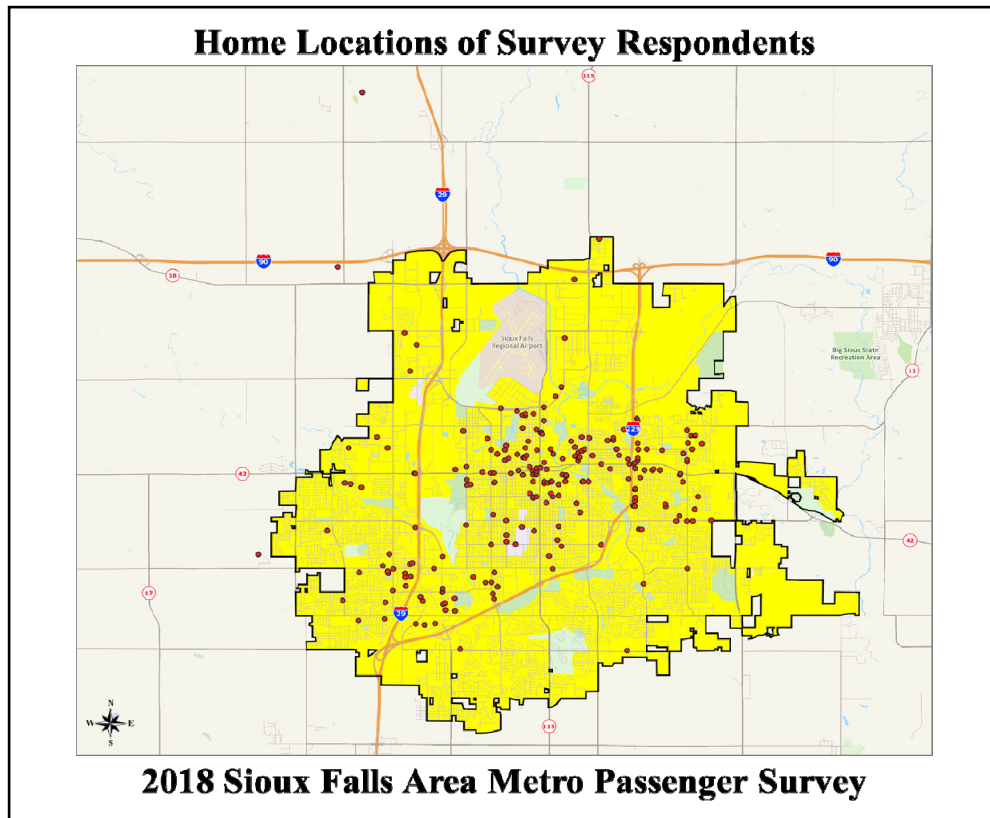 Home Locations of Survey Respondents
115
29
90
90
38
Sioux Falls
Regional Airport
Big Sioux State
Recreation Area
11
229
42
42
17
29
N
W E
S
115
2018 Sioux Falls Area Metro Passenger Survey